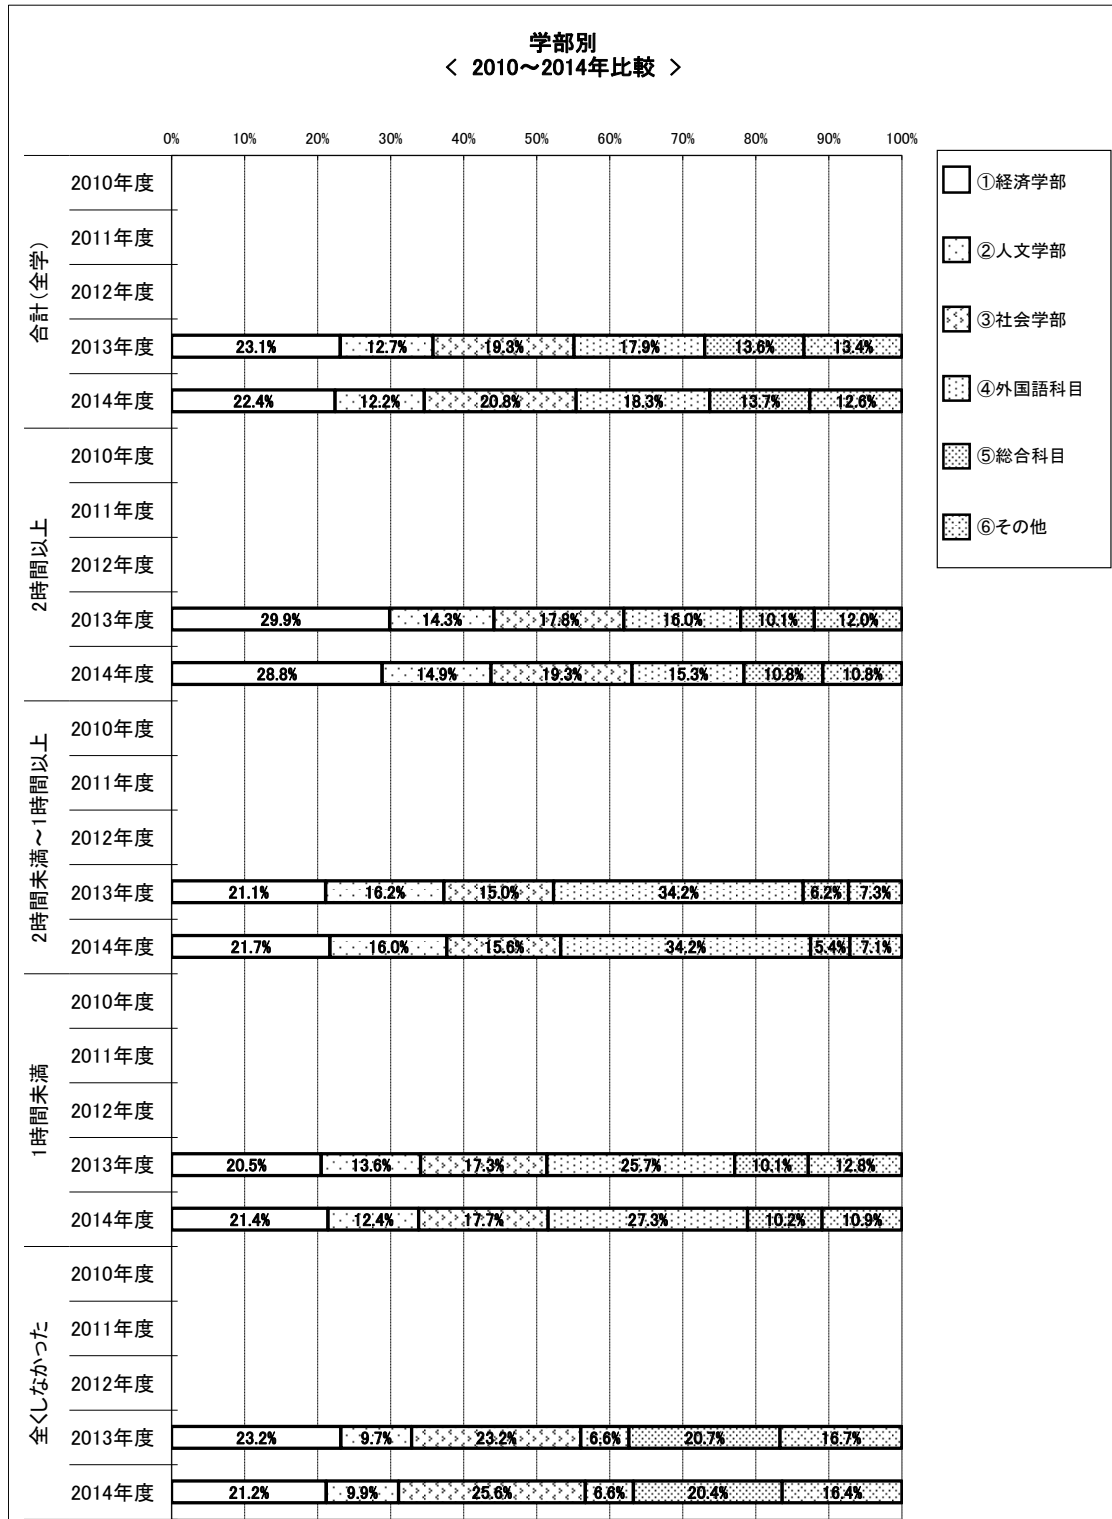 学部別
＜ 2010～2014年比較 ＞
0% 10% 20% 30% 40% 50% 60% 70% 80% 90% 100%
合計(全学)
2010年度
2011年度
2012年度
2013年度 23.1% 12.7% 19.3% 17.9% 13.6% 13.4%
2014年度 22.4% 12.2% 20.8% 18.3% 13.7% 12.6%
2時間以上
2010年度
2011年度
2012年度
2013年度 29.9% 14.3% 17.8% 16.0% 10.1% 12.0%
2014年度 28.8% 14.9% 19.3% 15.3% 10.8% 10.8%
2時間未満～1時間以上
2010年度
2011年度
2012年度
2013年度 21.1% 16.2% 15.0% 34.2% 6.2% 7.3%
2014年度 21.7% 16.0% 15.6% 34.2% 5.4% 7.1%
1時間未満
2010年度
2011年度
2012年度
2013年度 20.5% 13.6% 17.3% 25.7% 10.1% 12.8%
2014年度 21.4% 12.4% 17.7% 27.3% 10.2% 10.9%
全くしなかった
2010年度
2011年度
2012年度
2013年度 23.2% 9.7% 23.2% 6.6% 20.7% 16.7%
2014年度 21.2% 9.9% 25.6% 6.6% 20.4% 16.4%
①経済学部
②人文学部
③社会学部
④外国語科目
⑤総合科目
⑥その他